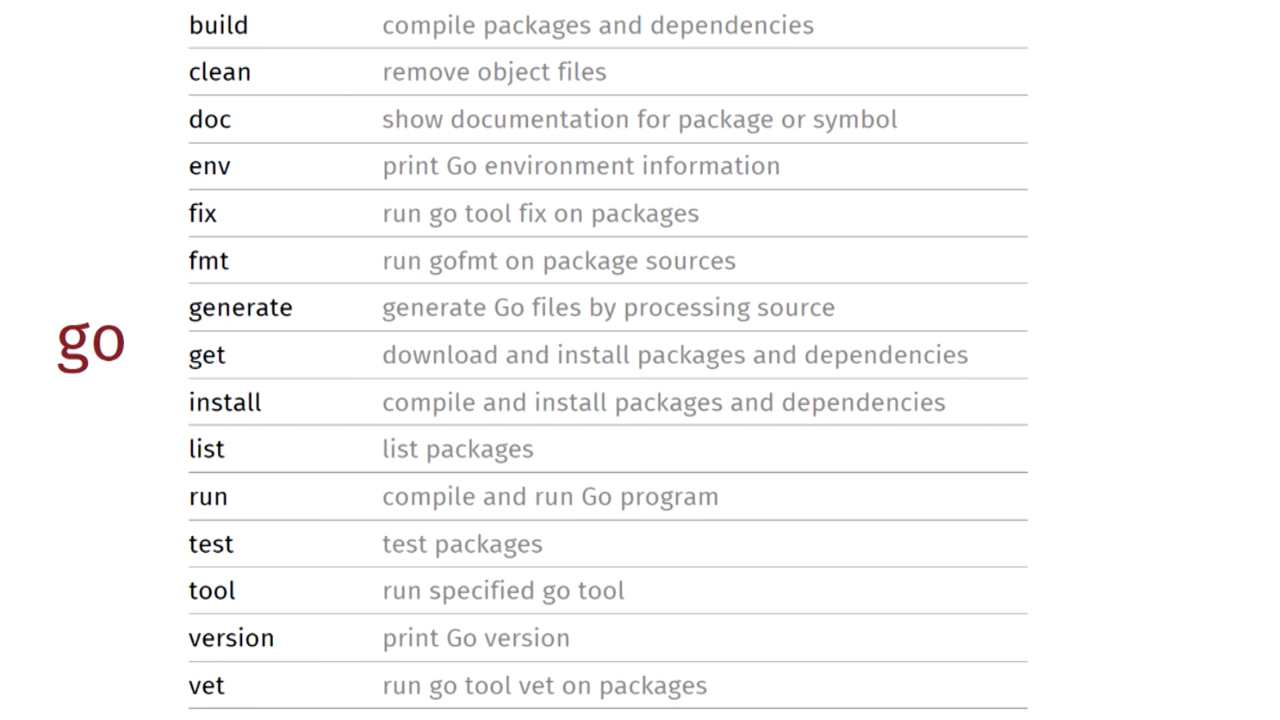 build compile packages and dependencies
clean remove object files
doc show documentation for package or symbol
env print Go environment information
fix run go tool fix on packages
fmt run gofmt on package sources
generate generate Go files by processing source
go
get download and install packages and dependencies
install compile and install packages and dependencies
list list packages
run compile and run Go program
test test packages
tool run specified go tool
version print Go version
vet run go tool vet on packages